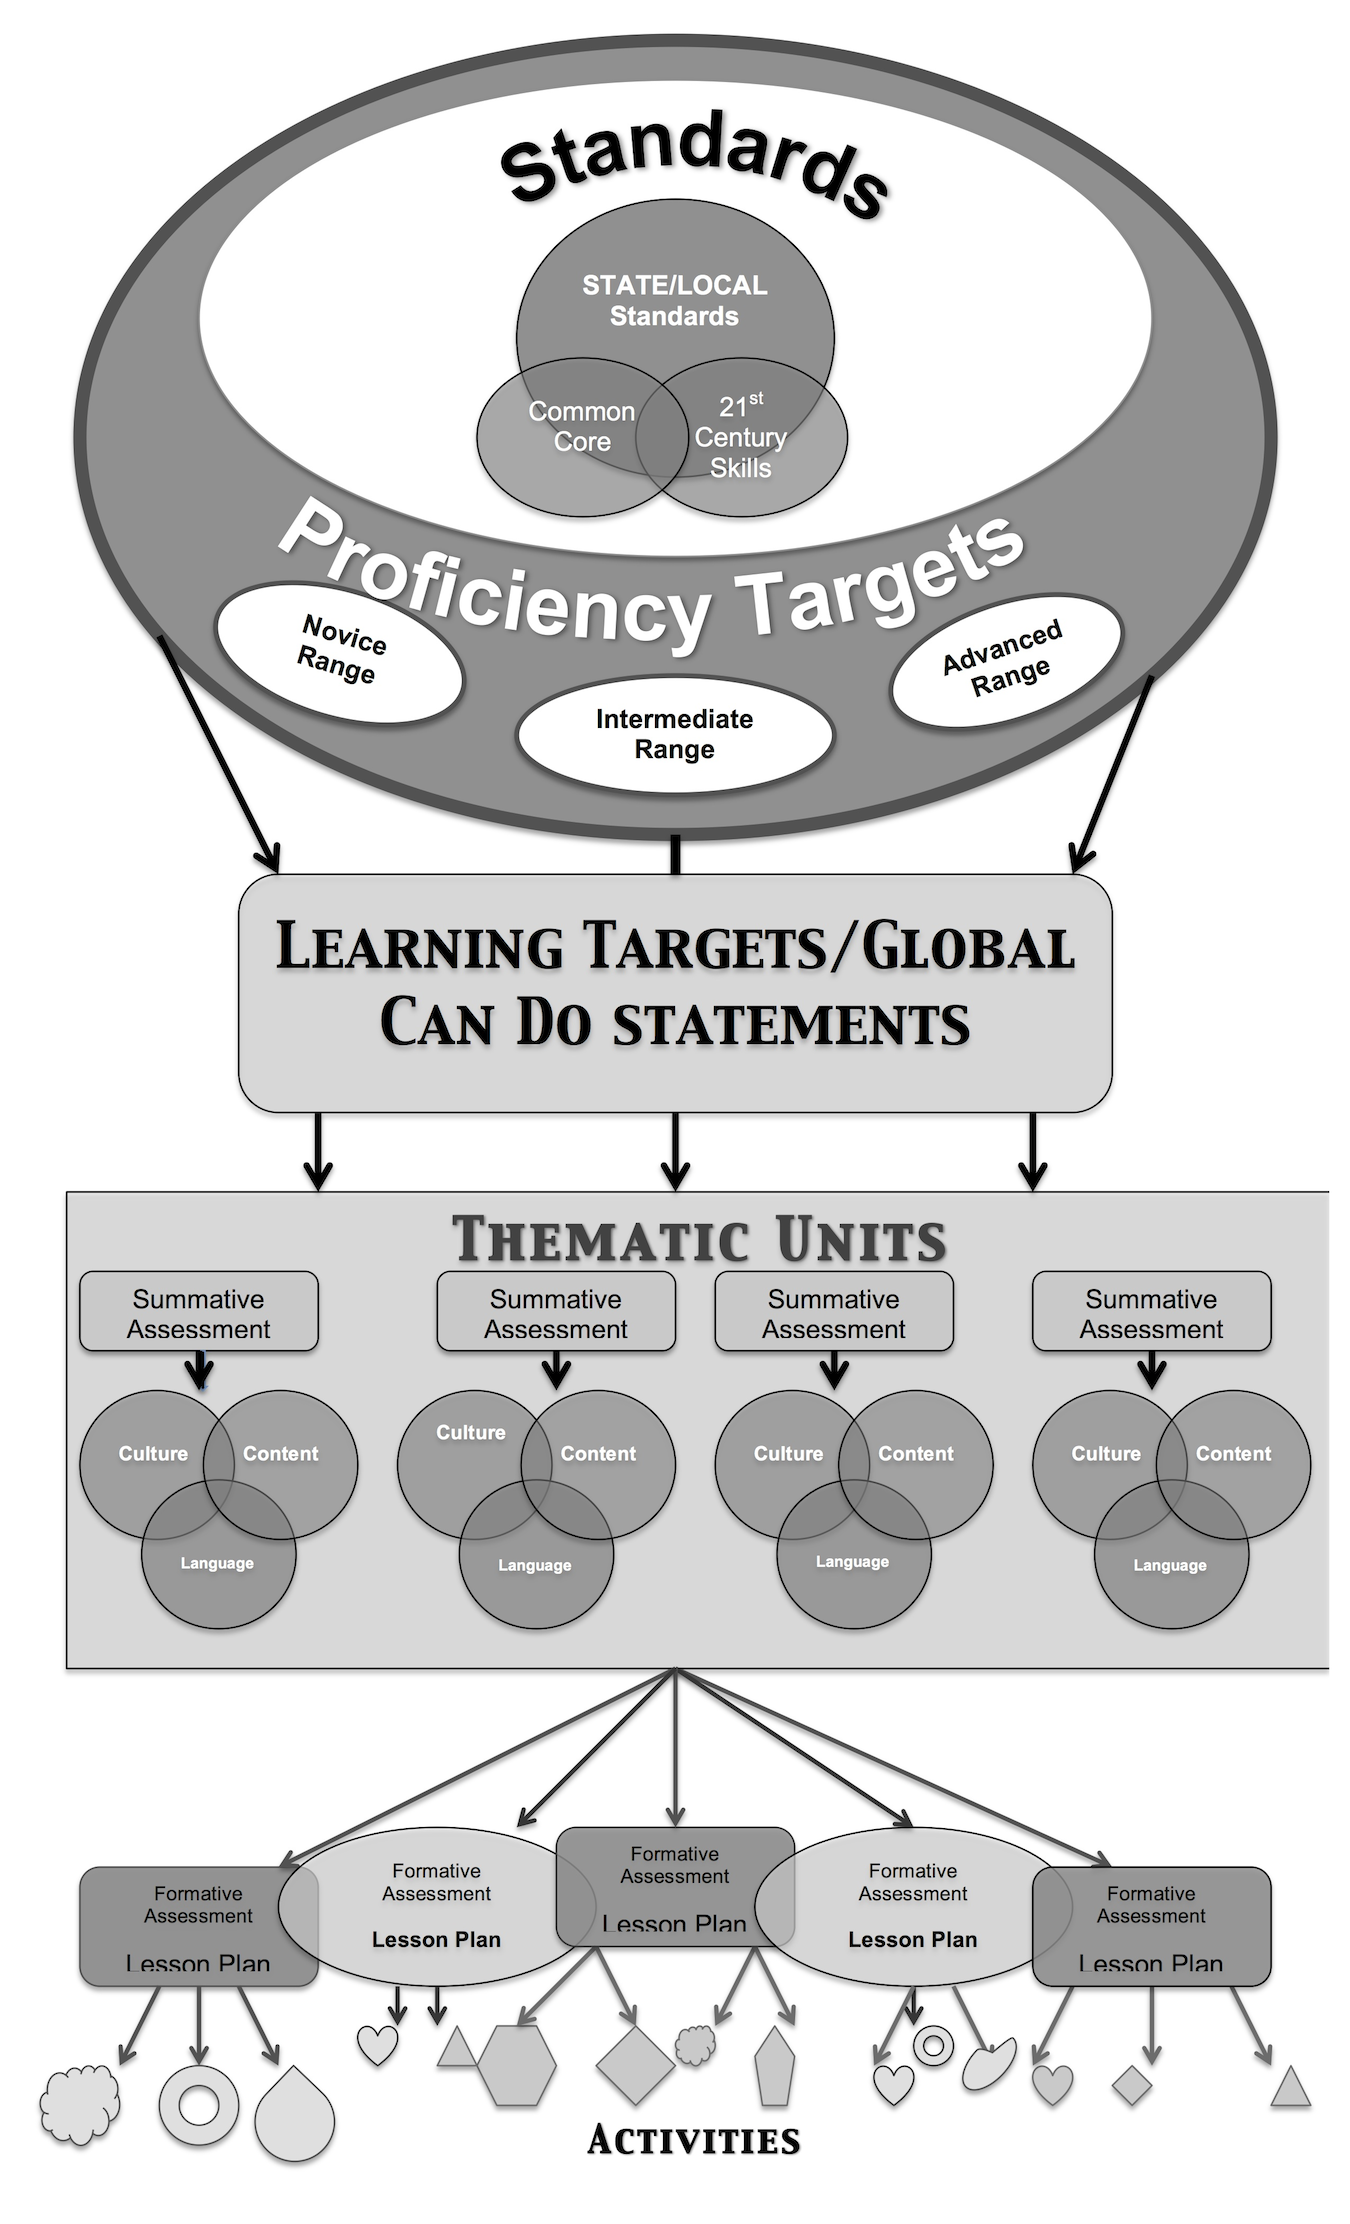 Standards
STATE/LOCAL
Standards
Common
Core
21st
Century
Skills
Proficiency Targets
Novice
Range
Intermediate
Range
Advanced
Range
LEARNING TARGETS/GLOBAL
CAN DO STATEMENTS
THEMATIC UNITS
Summative
Assessment
Summative
Assessment
Summative
Assessment
Summative
Assessment
Culture
Content
Language
Culture
Content
Language
Culture
Content
Language
Culture
Content
Language
Formative
Assessment
Lesson Plan
Formative
Assessment
Lesson Plan
Formative
Assessment
Lesson Plan
Formative
Assessment
Lesson Plan
Formative
Assessment
Lesson Plan
ACTIVITIES